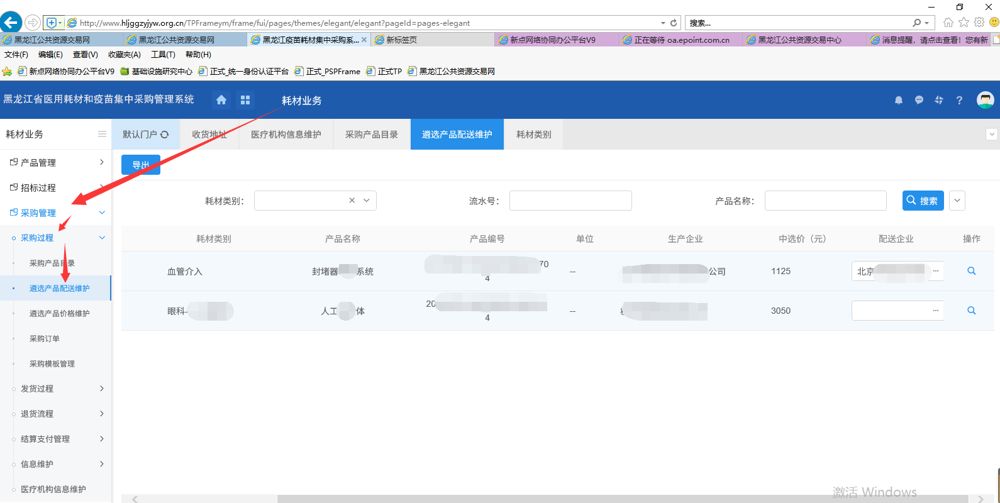 http://www.hljggzyjyw.org.cn/TPFrameym/frame/fui/pages/themes/elegant/elegant?pageId=pages-elegant
搜索...
黑龙江公共资源交易网
黑龙江公共资源交易网
黑龙江疫苗耗材集中采购系...
新标签页
新点网络协同办公平台V9
正在等待 oa.epoint.com.cn
黑龙江公共资源交易中心
消息提醒，请点击查看！您有新
文件(F) 编辑(E) 查看(V) 收藏夹(A) 工具(T) 帮助(H)
新点网络协同办公平台V9 基础设施研究中心 正式_统一身份认证平台 正式_PSPFrame 正式TP 黑龙江公共资源交易网
黑龙江省医用耗材和疫苗集中采购管理系统
耗材业务
耗材业务
默认门户 收货地址 医疗机构信息维护 采购产品目录 遴选产品配送维护 耗材类别
产品管理
招标过程
采购管理
采购过程
采购产品目录
遴选产品配送维护
遴选产品价格维护
采购订单
采购模板管理
发货过程
退货流程
结算支付管理
信息维护
医疗机构信息维护
导出
耗材类别：
流水号：
产品名称：
搜索
耗材类别 产品名称 产品编号 单位 生产企业 中选价（元） 配送企业 操作
血管介入 封堵器 系统 70
4 -- 公司 1125 北京 ...
眼科- 人工 体 20
4 -- 3050 ...
激活 Windows